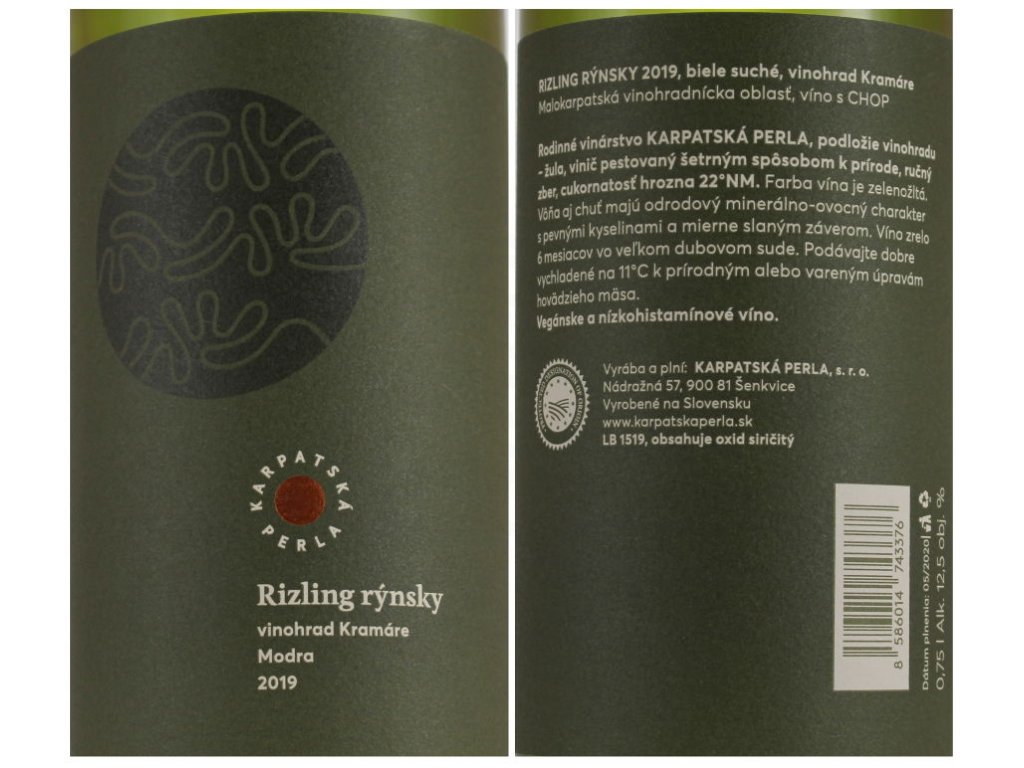 KARPATSKÁ PERLA
Rizling rýnsky
vinohrad Kramáre
Modra
2019
RIZLING RÝNSKY 2019, biele suché, vinohrad Kramáre
Malokarpatská vinohradnícka oblasť, víno s CHOP
Rodinné vinárstvo KARPATSKÁ PERLA, podložie vinohradu
- žula, vinič pestovaný šetrným spôsobom k prírode, ručný
zber, cukornatosť hrozna 22°NM. Farba vína je zelenožltá.
Vôňa aj chuť majú odrodový minerálno-ovocný charakter
s pevnými kyselinami a mierne slaným záverom. Víno zrelo
6 mesiacov vo veľkom dubovom sude. Podávajte dobre
vychladené na 11°C k prírodným alebo vareným úpravám
hovädzieho mäsa.
Vegánske a nízkohistamínové víno.
PROTECTED DESIGNATION OF ORIGIN
Vyrába a plní: KARPATSKÁ PERLA, s. r. o.
Nádražná 57, 900 81 Šenkvice
Vyrobené na Slovensku
www.karpatskaperla.sk
LB 1519, obsahuje oxid siričitý
8 586014 743376
Dátum plnenia: 05/2020
0,75 l Alk. 12,5 obj. %